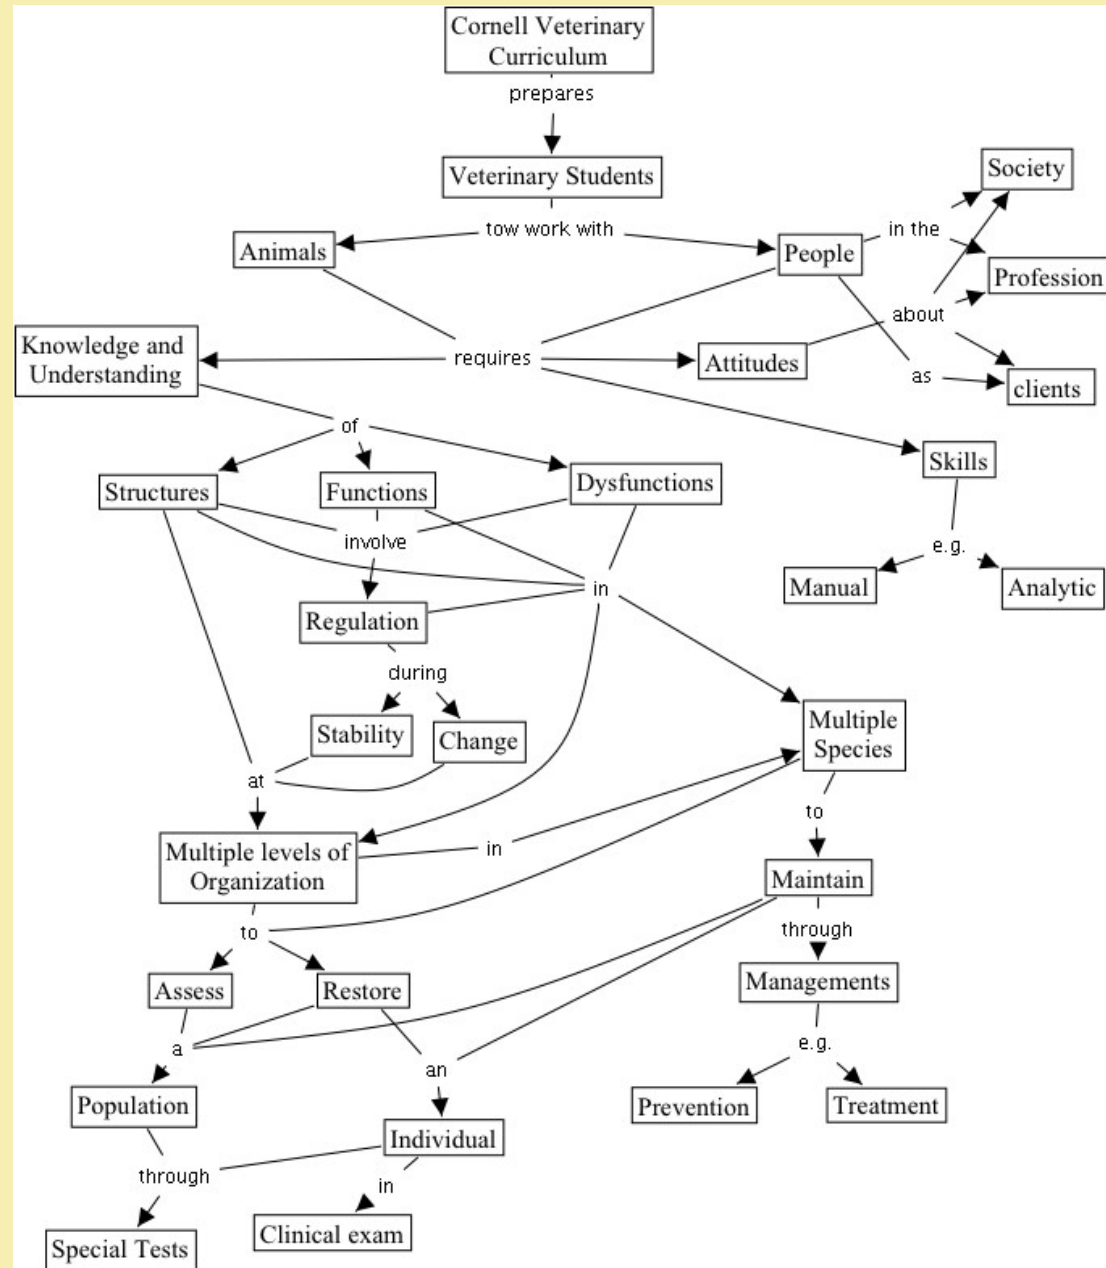 Cornell Veterinary
Curriculum
prepares
Veterinary Students
Society
tow work with
in the
Animals
People
Profession
about
Knowledge and
Understanding
requires
Attitudes
as
clients
of
Skills
Structures
Functions
Dysfunctions
involve
e.g.
in
Manual
Analytic
Regulation
during
Stability
Change
Multiple
Species
at
to
Multiple levels of
Organization
in
Maintain
to
through
Assess
Restore
Managements
a
e.g.
an
Population
Prevention
Treatment
Individual
through
in
Special Tests
Clinical exam